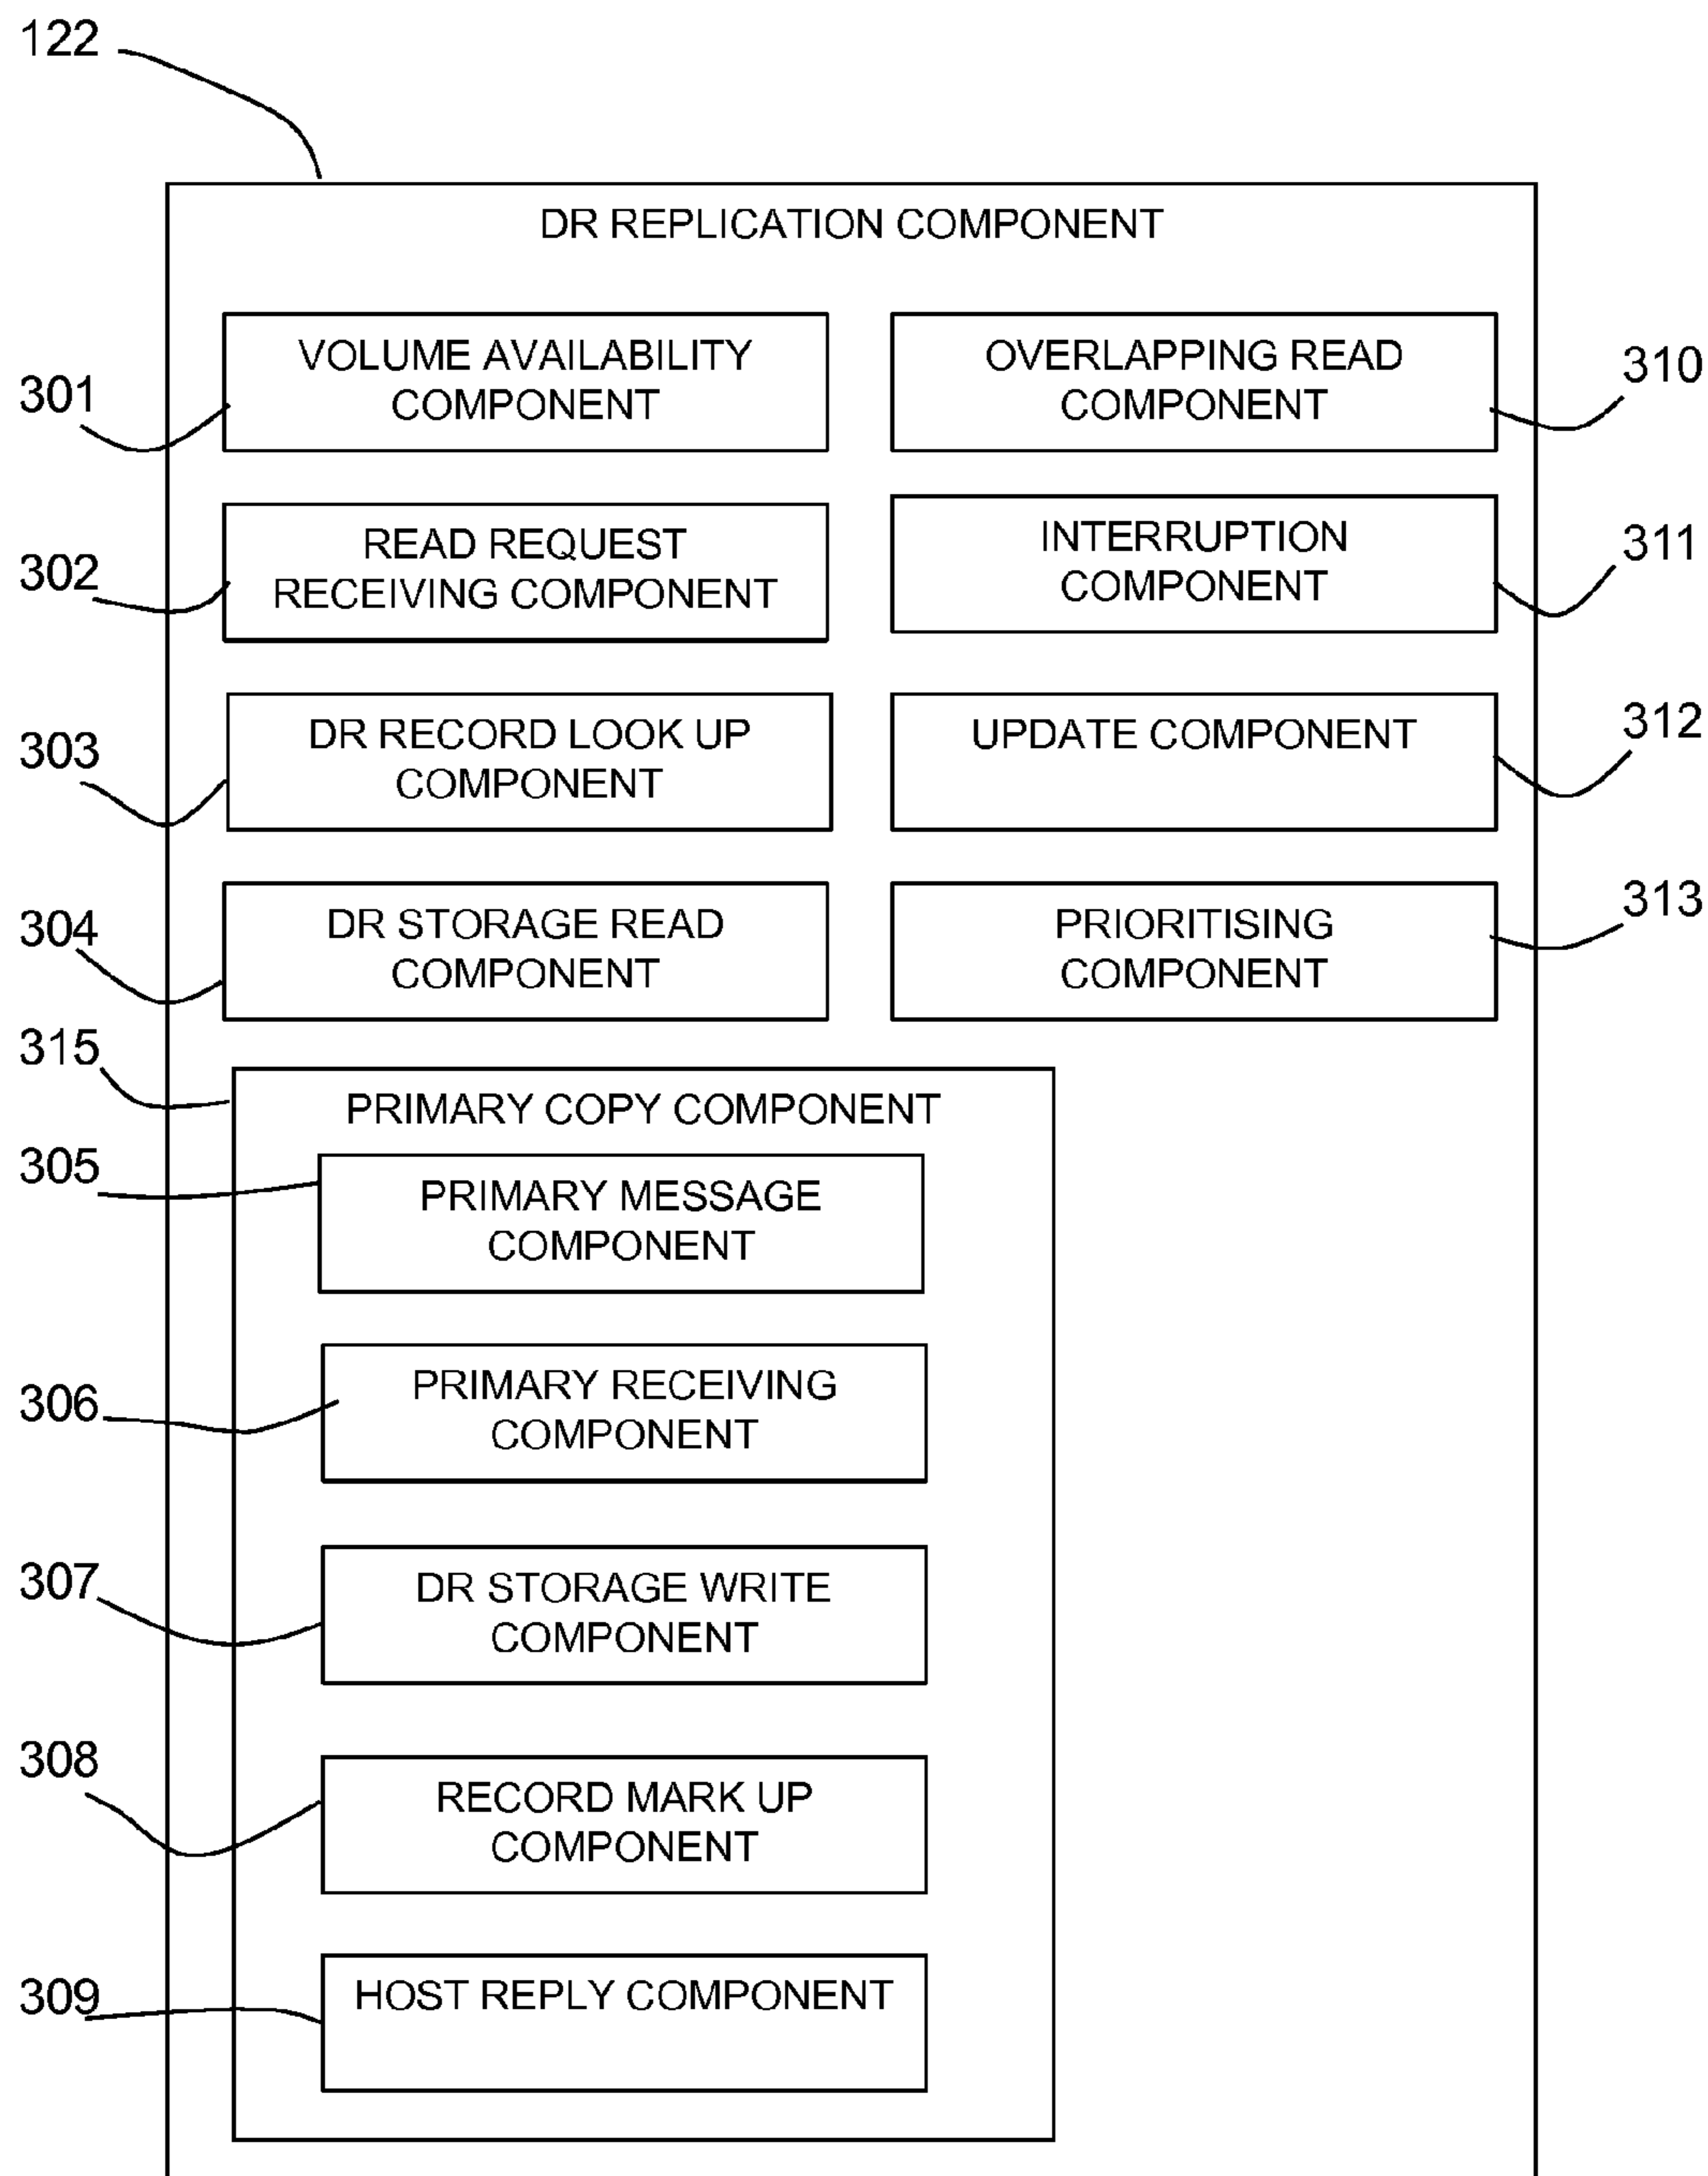 122
DR REPLICATION COMPONENT
VOLUME AVAILABILITY
COMPONENT
301
OVERLAPPING READ
COMPONENT
310
READ REQUEST
RECEIVING COMPONENT
302
INTERRUPTION
COMPONENT
311
DR RECORD LOOK UP
COMPONENT
303
UPDATE COMPONENT
312
DR STORAGE READ
COMPONENT
304
PRIORITISING
COMPONENT
313
315
PRIMARY COPY COMPONENT
305
PRIMARY MESSAGE
COMPONENT
306
PRIMARY RECEIVING
COMPONENT
307
DR STORAGE WRITE
COMPONENT
308
RECORD MARK UP
COMPONENT
309
HOST REPLY COMPONENT